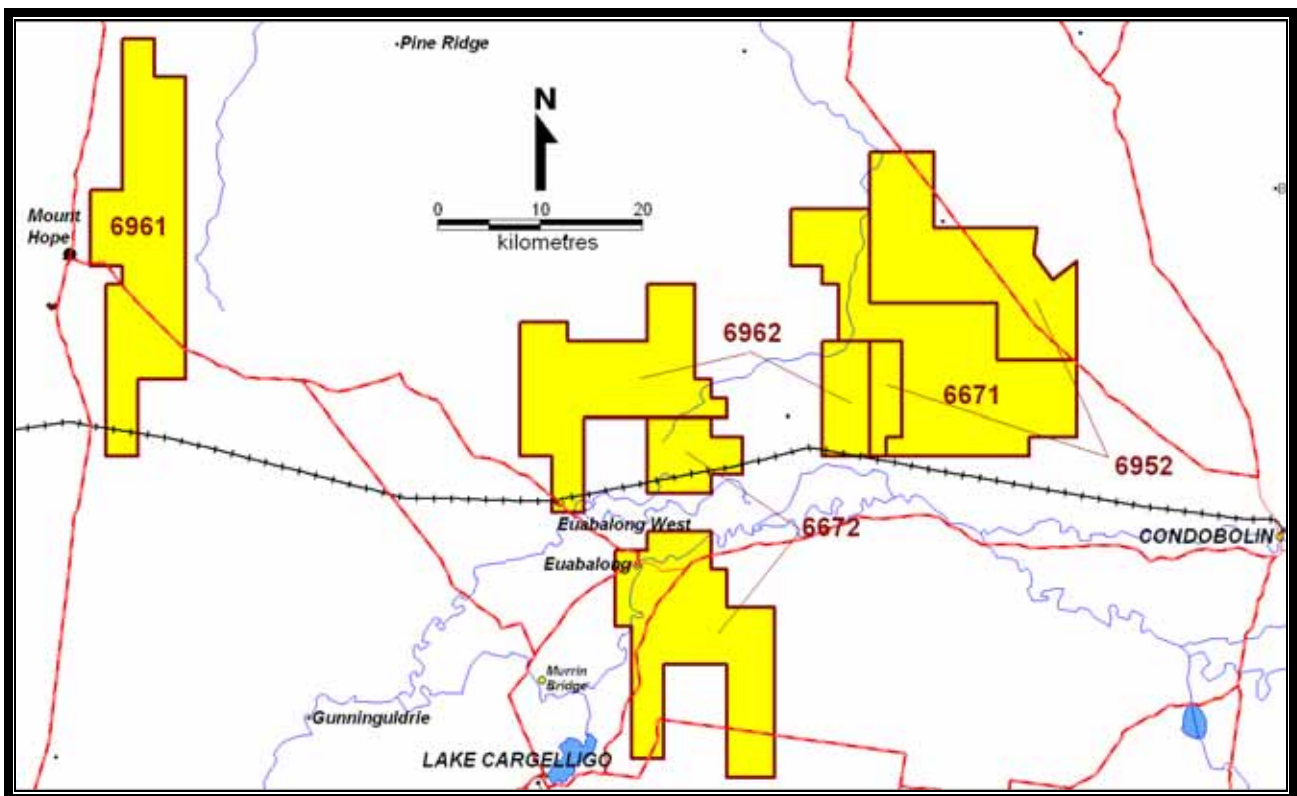 Pine Ridge
N
0 10 20
kilometres
Mount
Hope
6961
6962
6671
6952
Euabalong West
6672
CONDOBOLIN
Euabalong
Murrin
Bridge
Gunninguldrie
LAKE CARGELLIGO